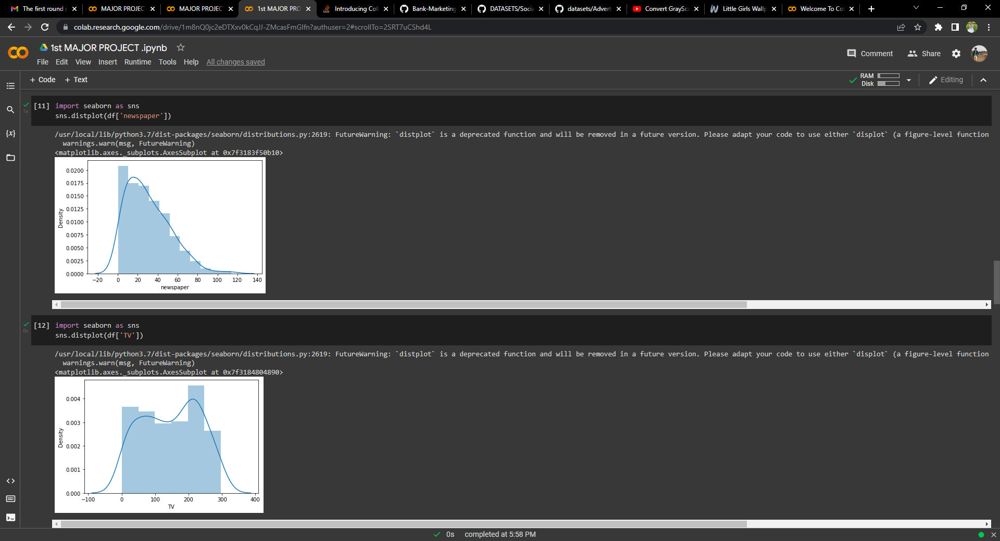 The first round
MAJOR PROJEC
MAJOR PROJEC
1st MAJOR PRO
Introducing Col
Bank-Marketing
DATASETS/Socia
datasets/Advert
Convert GraySca
Little Girls Wallp
Welcome To Co
colab.research.google.com/drive/1m8nQ0jc2eDTXxv0kCqJJ-ZMcasFmGlfn?authuser=2#scrollTo=2SRT7uCShd4L
1st MAJOR PROJECT .ipynb
File Edit View Insert Runtime Tools Help All changes saved
Comment Share
+ Code + Text
RAM
Disk
Editing
[11] import seaborn as sns
sns.distplot(df['newspaper'])
1s
/usr/local/lib/python3.7/dist-packages/seaborn/distributions.py:2619: FutureWarning: `distplot` is a deprecated function and will be removed in a future version. Please adapt your code to use either `displot` (a figure-level function
warnings.warn(msg, FutureWarning)
<matplotlib.axes._subplots.AxesSubplot at 0x7f3183f50b10>
0.0200
0.0175
0.0150
0.0125
0.0100
0.0075
0.0050
0.0025
0.0000
Density
−20 0 20 40 60 80 100 120 140
newspaper
[12] import seaborn as sns
sns.distplot(df['TV'])
0s
/usr/local/lib/python3.7/dist-packages/seaborn/distributions.py:2619: FutureWarning: `distplot` is a deprecated function and will be removed in a future version. Please adapt your code to use either `displot` (a figure-level function
warnings.warn(msg, FutureWarning)
<matplotlib.axes._subplots.AxesSubplot at 0x7f3184804890>
0.004
0.003
0.002
0.001
0.000
Density
−100 0 100 200 300 400
TV
0s completed at 5:58 PM